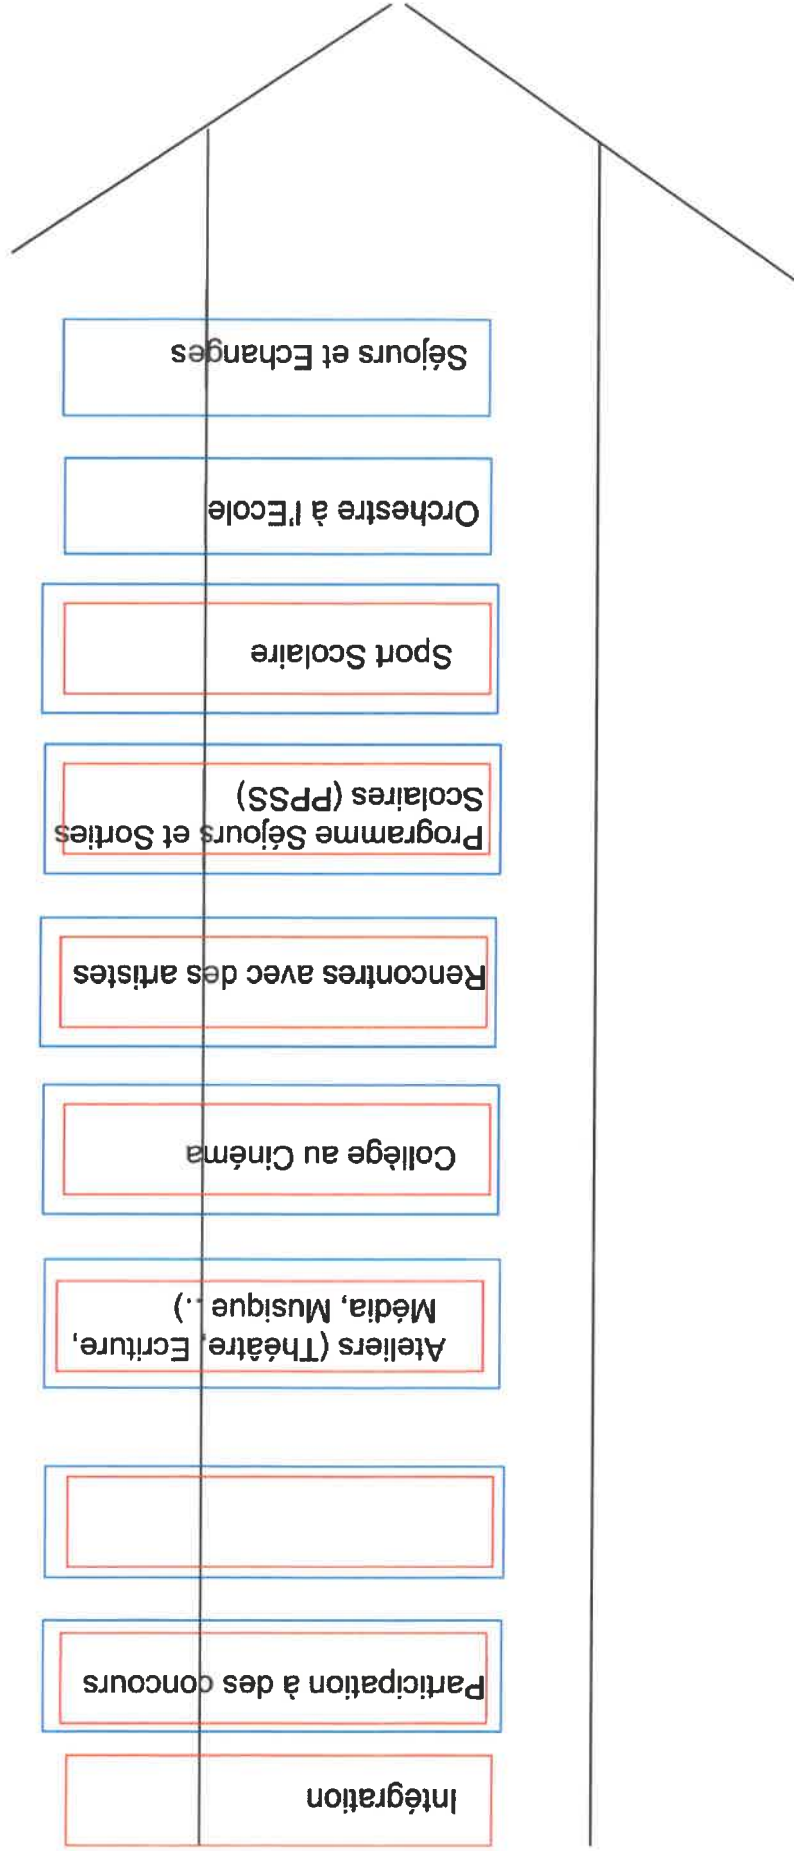 Intégration
Participation à des concours
Ateliers (Théâtre, Ecriture,
Média, Musique ..)
Collège au Cinéma
Rencontres avec des artistes
Programme Séjours et Sorties
Scolaires (PPSS)
Sport Scolaire
Orchestre à l'Ecole
Séjours et Echanges